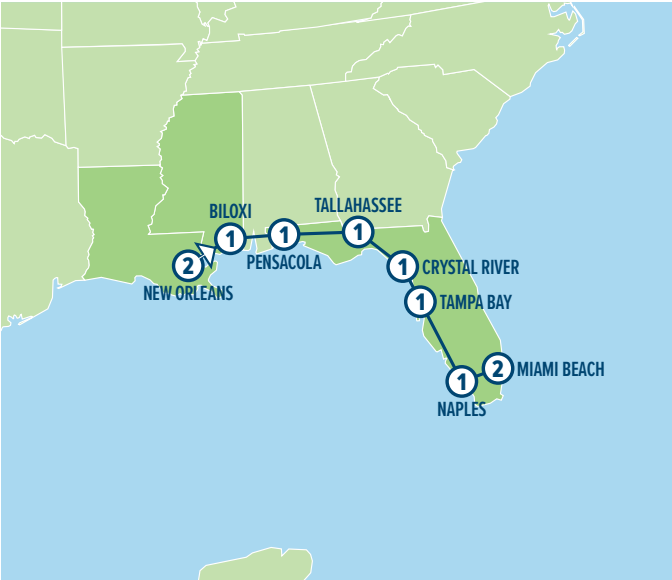 TALLAHASSEE
BILOXI
1
1
1
PENSACOLA
2
NEW ORLEANS
1
CRYSTAL RIVER
1
TAMPA BAY
2
MIAMI BEACH
1
NAPLES